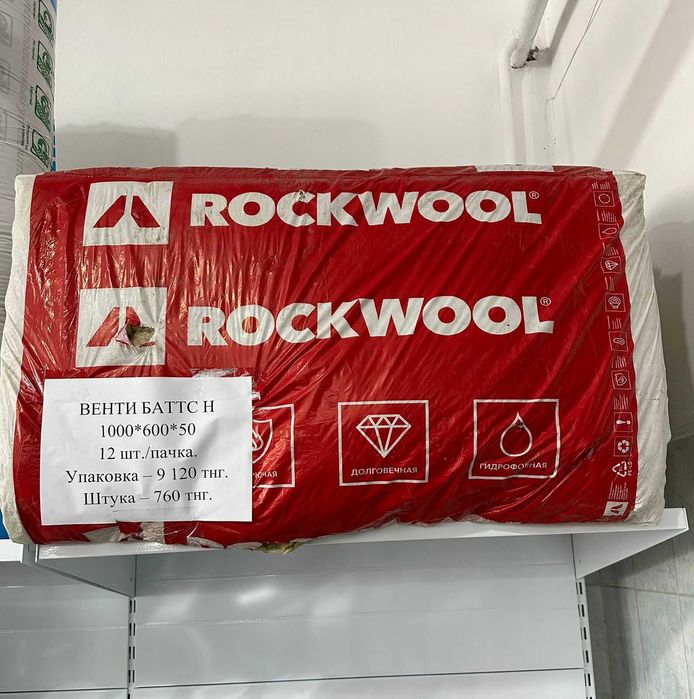 ROCKWOOL®
ROCKWOOL®
ВЕНТИ БАТТС Н
1000*600*50
12 шт./пачка.
Упаковка – 9 120 тнг.
Штука – 760 тнг.
ДОЛГОВЕЧНАЯ
ГИДРОФОБНАЯ